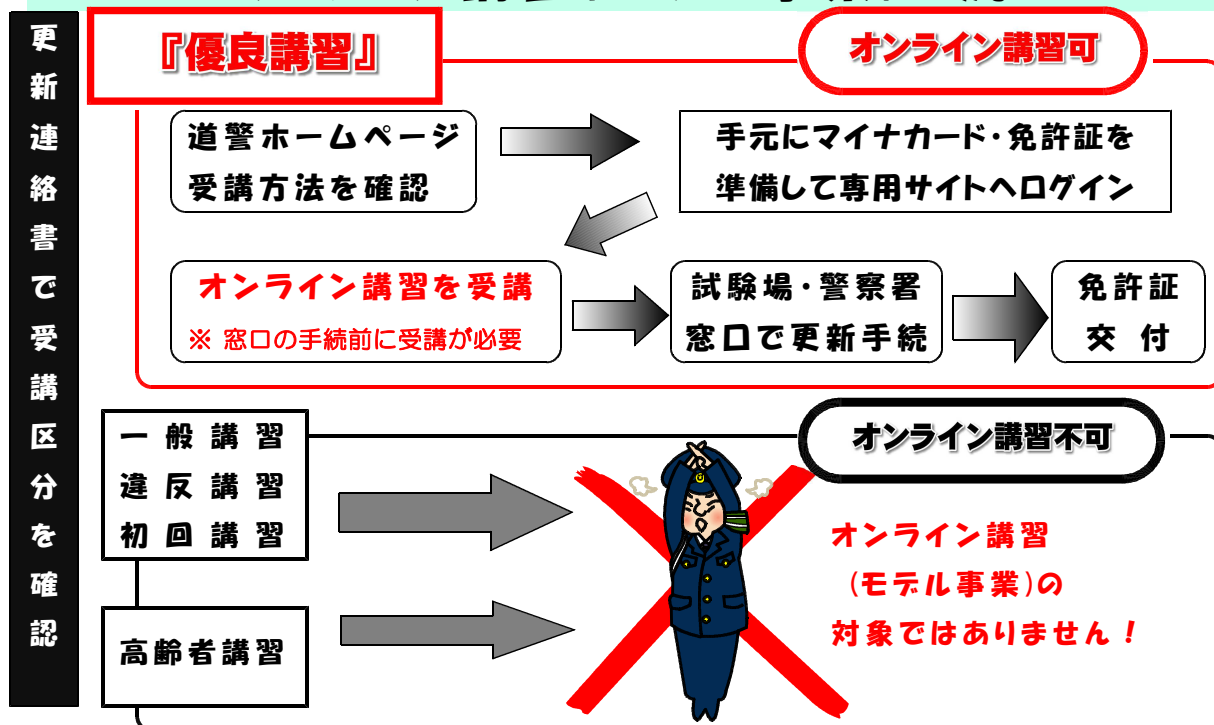 更新連絡書で受講区分を確認
『優良講習』
オンライン講習可
道警ホームページ
受講方法を確認
手元にマイナカード・免許証を
準備して専用サイトへログイン
オンライン講習を受講
※ 窓口の手続前に受講が必要
試験場・警察署
窓口で更新手続
免許証
交 付
一 般 講 習
違 反 講 習
初 回 講 習
高齢者講習
オンライン講習不可
オンライン講習
(モデル事業)の
対象ではありません！